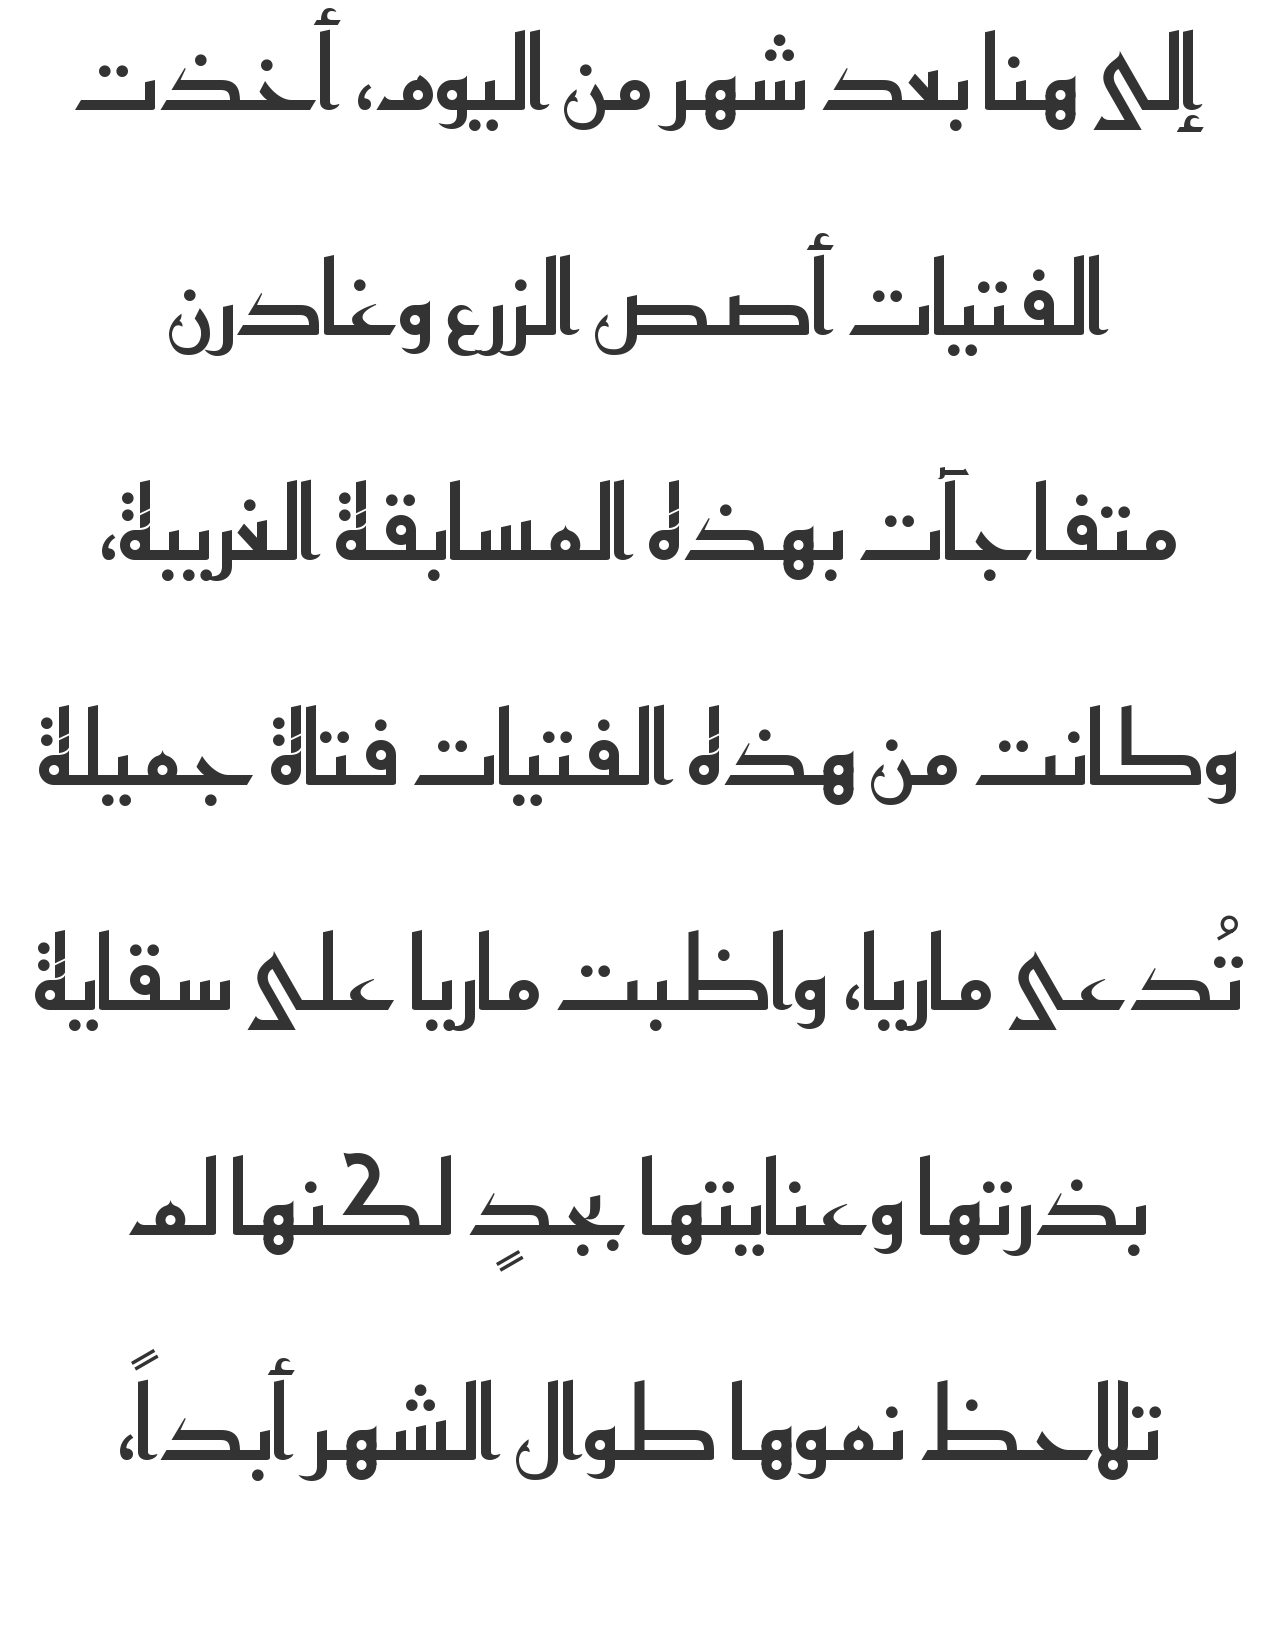 إلى هنا بعد شهر من اليوم، أخذت
الفتيات أصص الزرع وغادرن
متفاجآت بهذه المسابقة الغريبة،
وكانت من هذه الفتيات فتاة جميلة
تُدعى ماريا، واظبت ماريا على سقاية
بذرتها وعنايتها بجدٍ لكنها لم
تلاحظ نموها طوال الشهر أبداً،